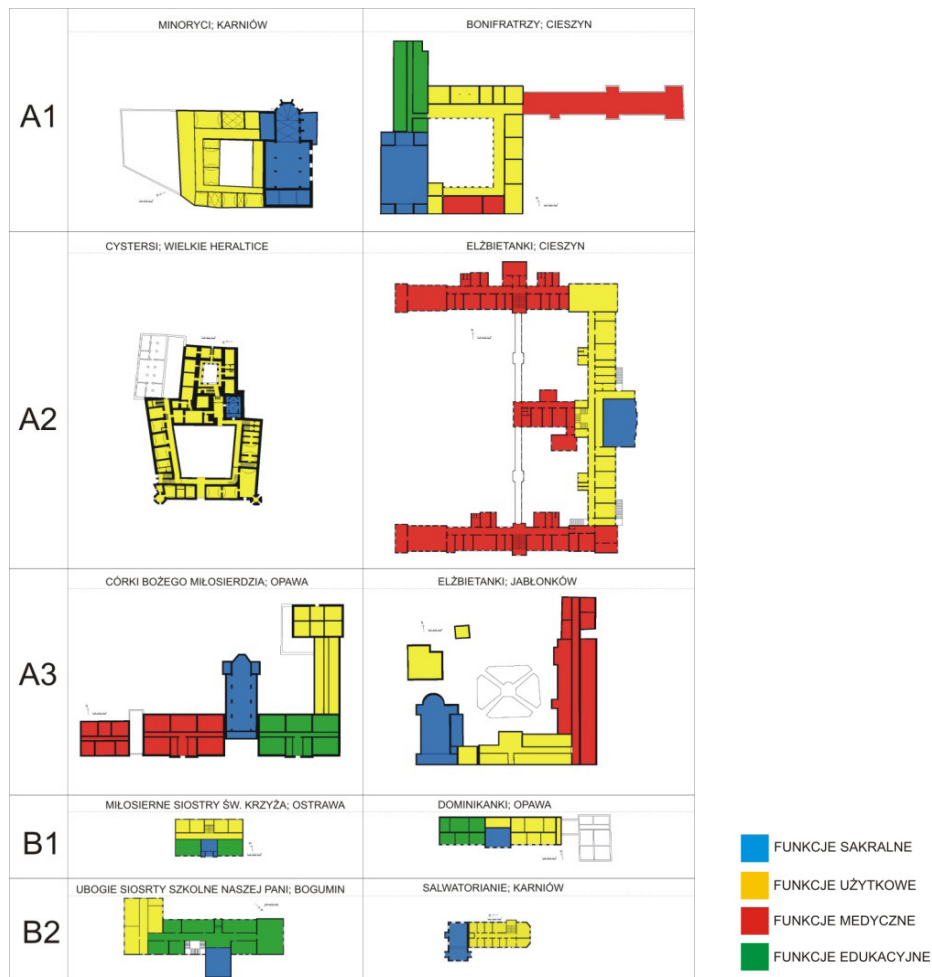 MINORYCI; KARNIÓW
BONIFRATRZY; CIESZYN
A1
CYSTERSI; WIELKIE HERALTICE
ELŻBIETANKI; CIESZYN
A2
CÓRKI BOŻEGO MIŁOSIERDZIA; OPAWA
ELŻBIETANKI; JABŁONKÓW
A3
MIŁOSIERNE SIOSTRY ŚW. KRZYŻA; OSTRAWA
DOMINIKANKI; OPAWA
B1
UBOGIE SIOSRTY SZKOLNE NASZEJ PANI; BOGUMIN
SALWATORIANIE; KARNIÓW
B2
FUNKCJE SAKRALNE
FUNKCJE UŻYTKOWE
FUNKCJE MEDYCZNE
FUNKCJE EDUKACYJNE